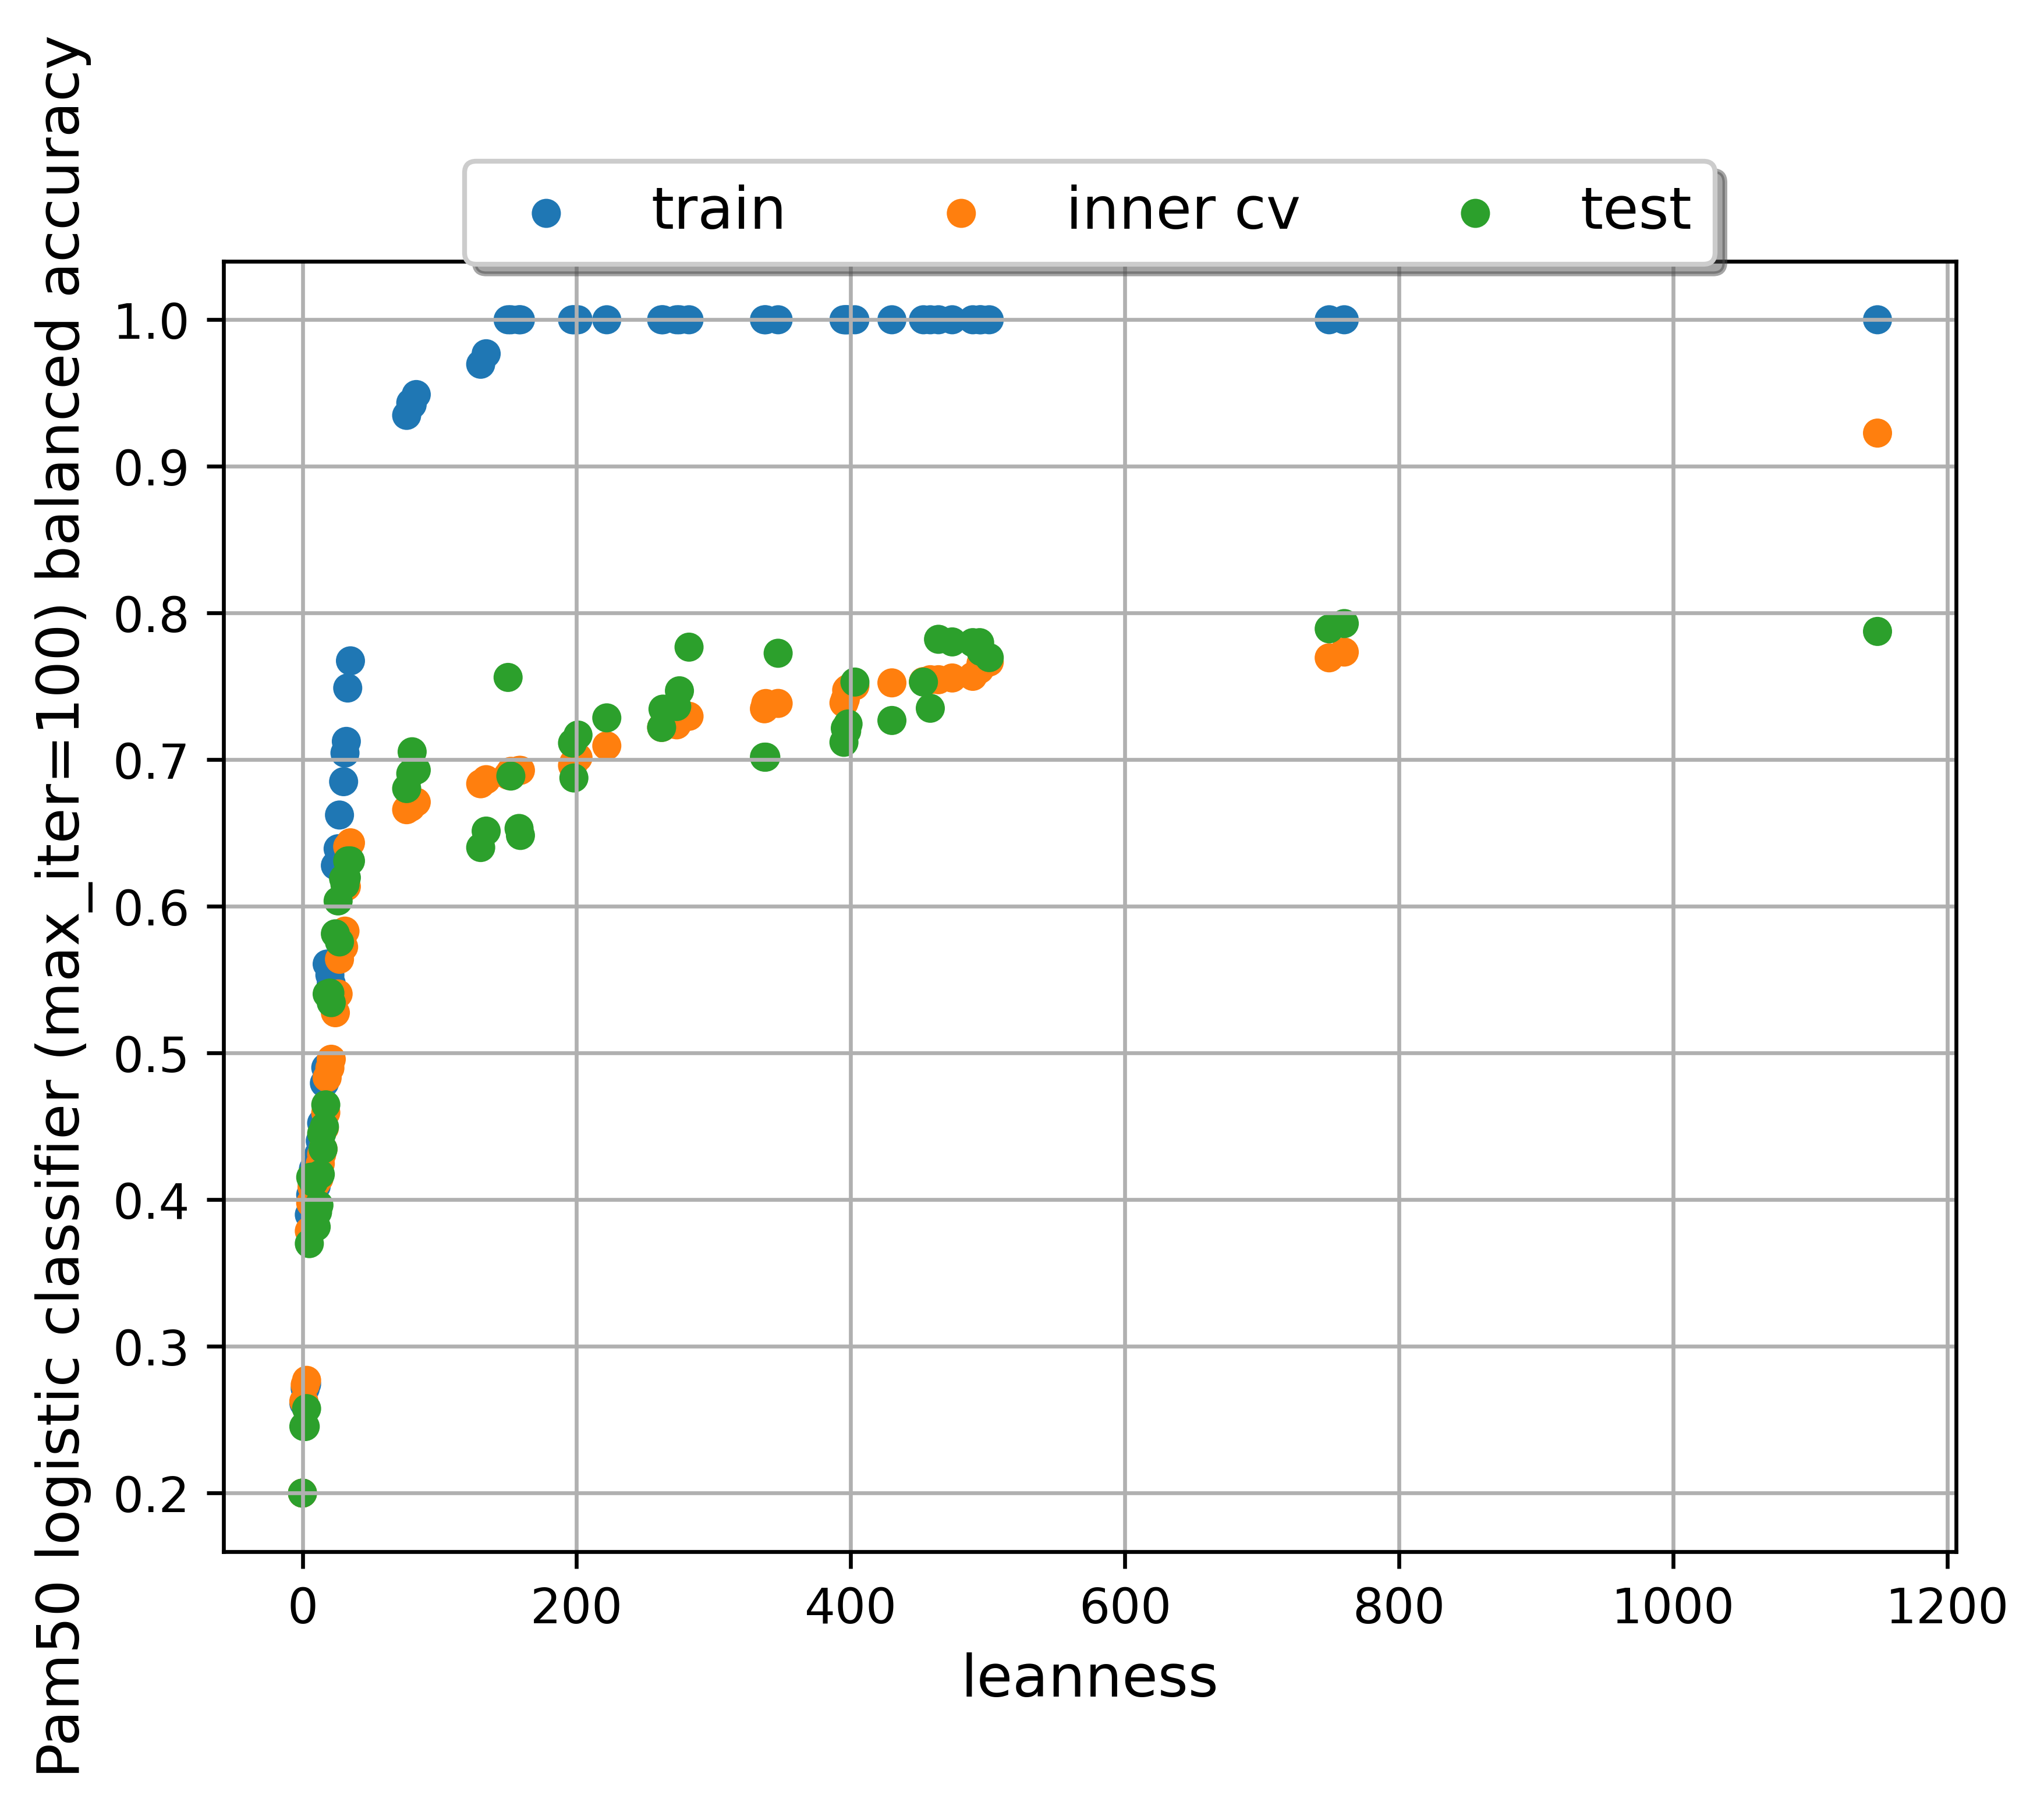 Pam50 logistic classifier (max_iter=100) balanced accuracy
train inner cv test
1.0
0.9
0.8
0.7
0.6
0.5
0.4
0.3
0.2
0 200 400 600 800 1000 1200
leanness